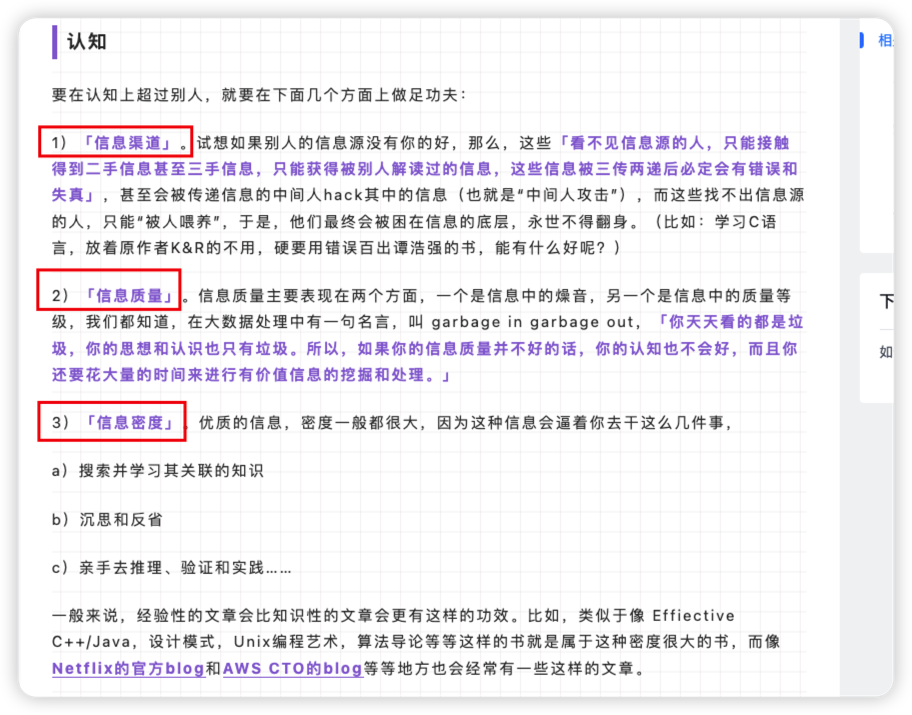 认知
要在认知上超过别人，就要在下面几个方面上做足功夫：
1）「信息渠道」。试想如果别人的信息源没有你的好，那么，这些「看不见信息源的人，只能接触
得到二手信息甚至三手信息，只能获得被别人解读过的信息，这些信息被三传两递后必定会有错误和
失真」，甚至会被传递信息的中间人hack其中的信息（也就是“中间人攻击”），而这些找不出信息源
的人，只能“被人喂养”，于是，他们最终会被困在信息的底层，永世不得翻身。（比如：学习C语
言，放着原作者K&R的不用，硬要用错误百出谭浩强的书，能有什么好呢？）
2）「信息质量」。信息质量主要表现在两个方面，一个是信息中的燥音，另一个是信息中的质量等
级，我们都知道，在大数据处理中有一句名言，叫 garbage in garbage out，「你天天看的都是垃
圾，你的思想和认识也只有垃圾。所以，如果你的信息质量并不好的话，你的认知也不会好，而且你
还要花大量的时间来进行有价值信息的挖掘和处理。」
3）「信息密度」。优质的信息，密度一般都很大，因为这种信息会逼着你去干这么几件事，
a）搜索并学习其关联的知识
b）沉思和反省
c）亲手去推理、验证和实践……
一般来说，经验性的文章会比知识性的文章会更有这样的功效。比如，类似于像 Effiective
C++/Java，设计模式，Unix编程艺术，算法导论等等这样的书就是属于这种密度很大的书，而像
Netflix的官方blog和AWS CTO的blog等等地方也会经常有一些这样的文章。
相
下
如